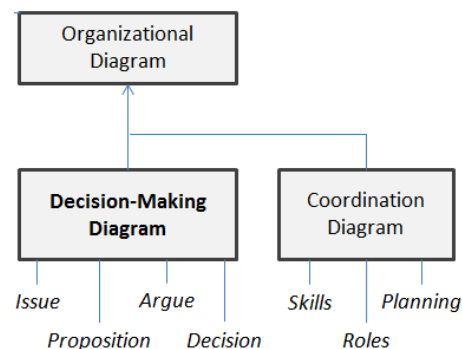 Organizational
Diagram
Decision-Making
Diagram
Coordination
Diagram
Issue
Argue
Skills
Planning
Proposition
Decision
Roles